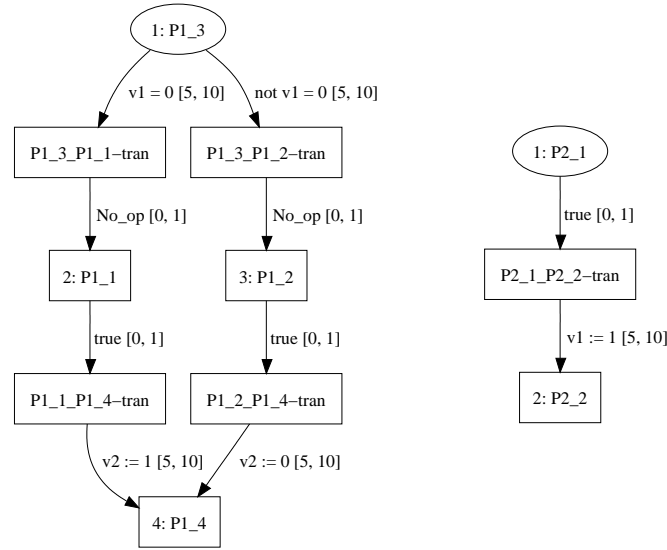 1: P1_3
v1 = 0 [5, 10]
not v1 = 0 [5, 10]
P1_3_P1_1−tran
P1_3_P1_2−tran
1: P2_1
No_op [0, 1]
No_op [0, 1]
true [0, 1]
2: P1_1
3: P1_2
P2_1_P2_2−tran
true [0, 1]
true [0, 1]
v1 := 1 [5, 10]
P1_1_P1_4−tran
P1_2_P1_4−tran
2: P2_2
v2 := 1 [5, 10]
v2 := 0 [5, 10]
4: P1_4